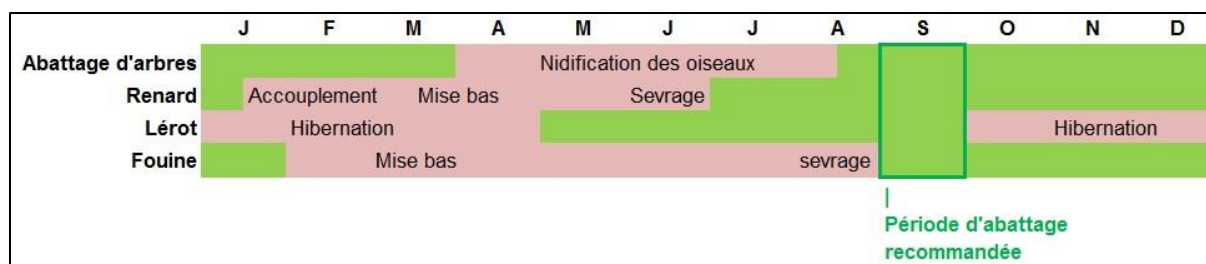 J F M A M J J A S O N D
Abattage d'arbres Nidification des oiseaux
Renard Accouplement Mise bas Sevrage
Lérot Hibernation Hibernation
Fouine Mise bas sevrage
Période d'abattage
recommandée